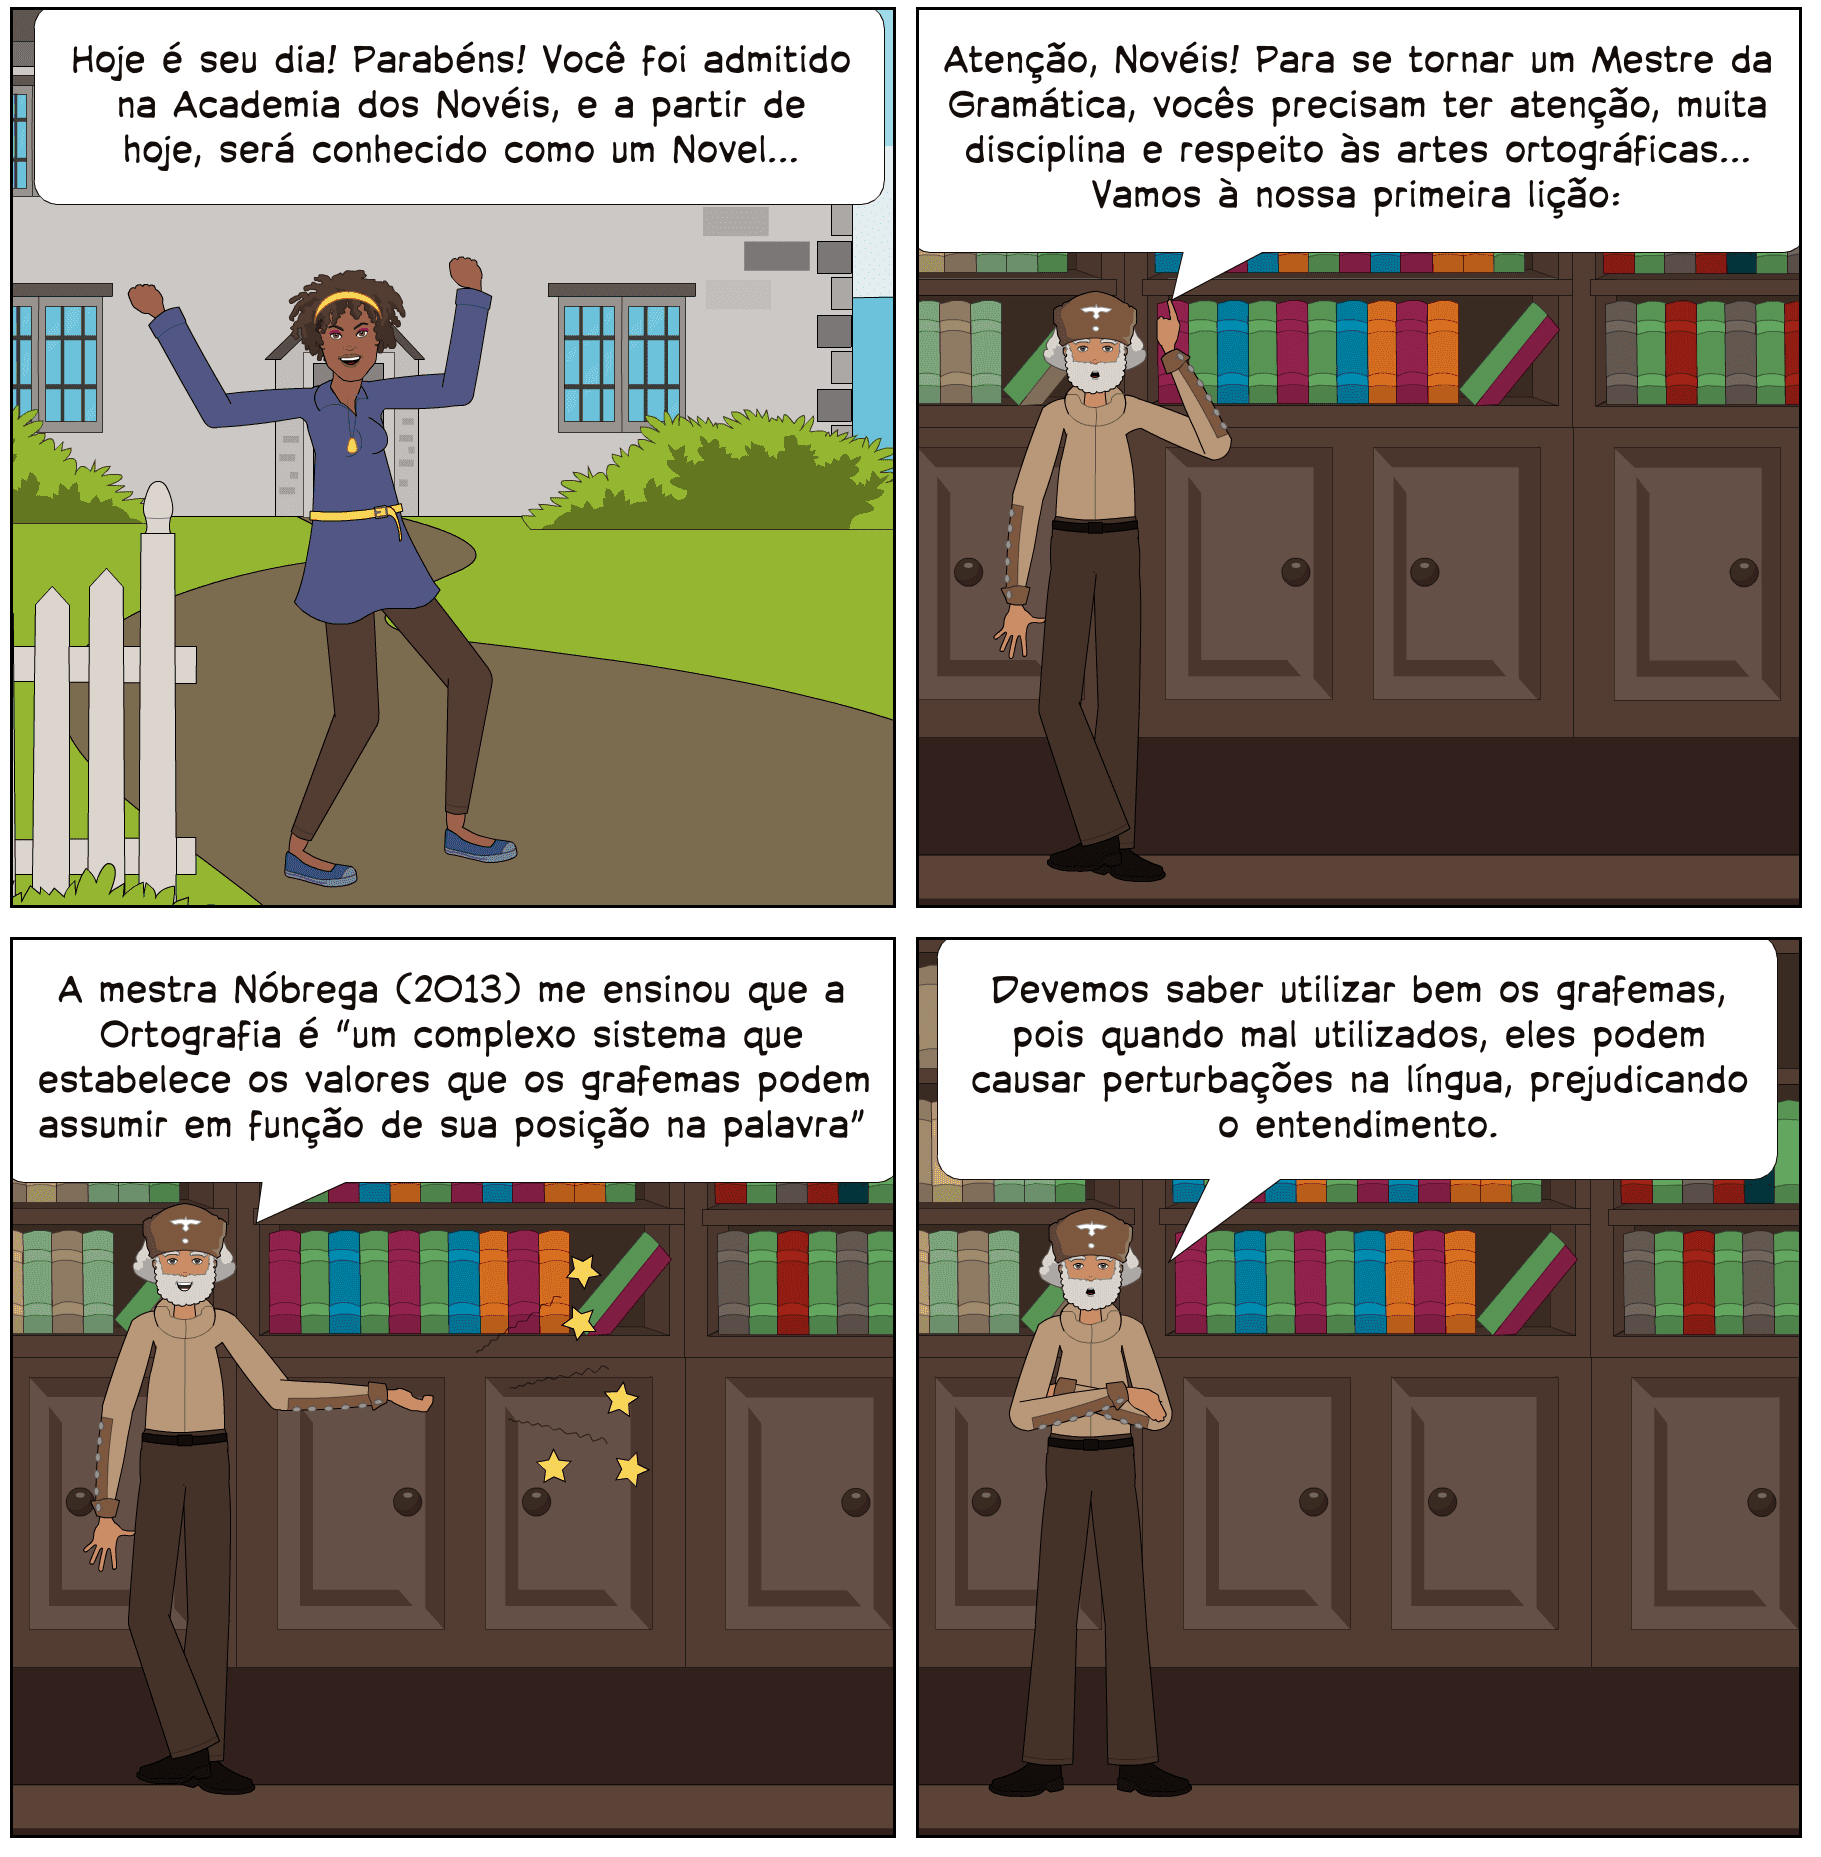 Hoje é seu dia! Parabéns! Você foi admitido
na Academia dos Novéis, e a partir de
hoje, será conhecido como um Novel...
Atenção, Novéis! Para se tornar um Mestre da
Gramática, vocês precisam ter atenção, muita
disciplina e respeito às artes ortográficas...
Vamos à nossa primeira lição:
A mestra Nóbrega (2013) me ensinou que a
Ortografia é “um complexo sistema que
estabelece os valores que os grafemas podem
assumir em função de sua posição na palavra”
Devemos saber utilizar bem os grafemas,
pois quando mal utilizados, eles podem
causar perturbações na língua, prejudicando
o entendimento.